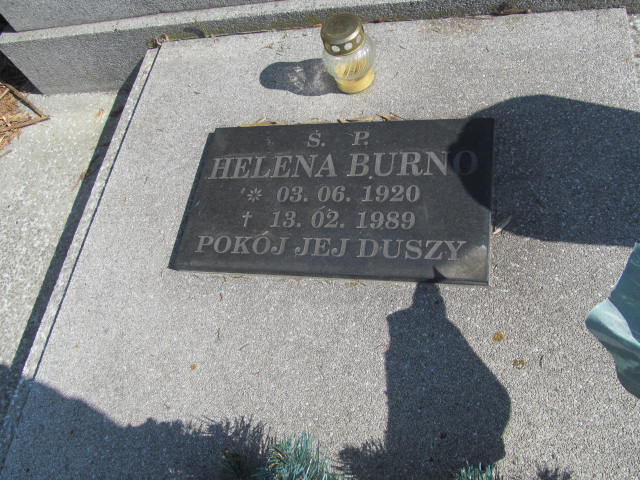 Ś. P.
HELENA BURNO
* 03. 06. 1920
† 13. 02. 1989
POKÓJ JEJ DUSZY